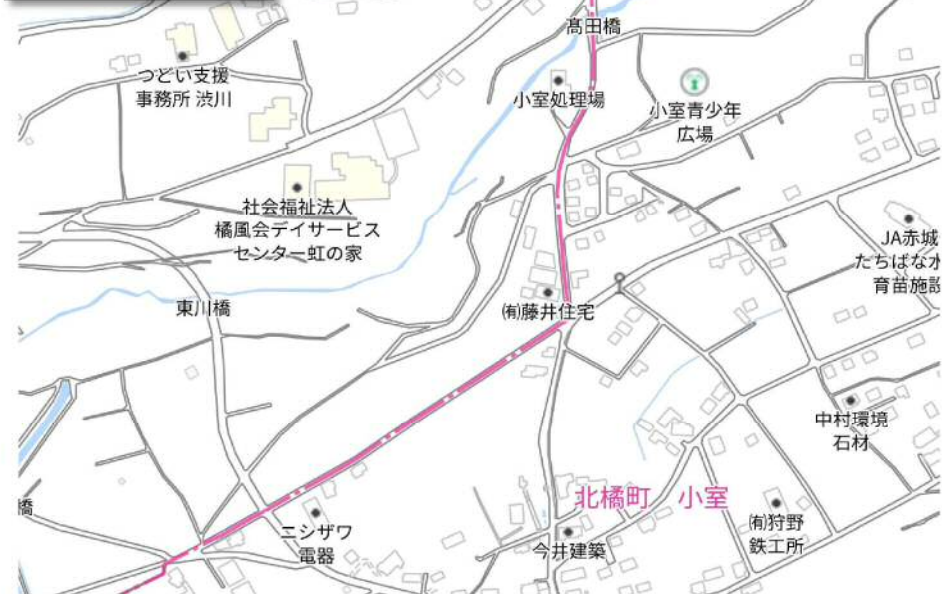 髙田橋
つどい支援
事務所 渋川
小室処理場
小室青少年
広場
社会福祉法人
橘風会デイサービス
センター虹の家
JA赤城
たちばな水
育苗施設
東川橋
㈲藤井住宅
中村環境
石材
北橘町 小室
橋
ニシザワ
電器
今井建築
㈲狩野
鉄工所